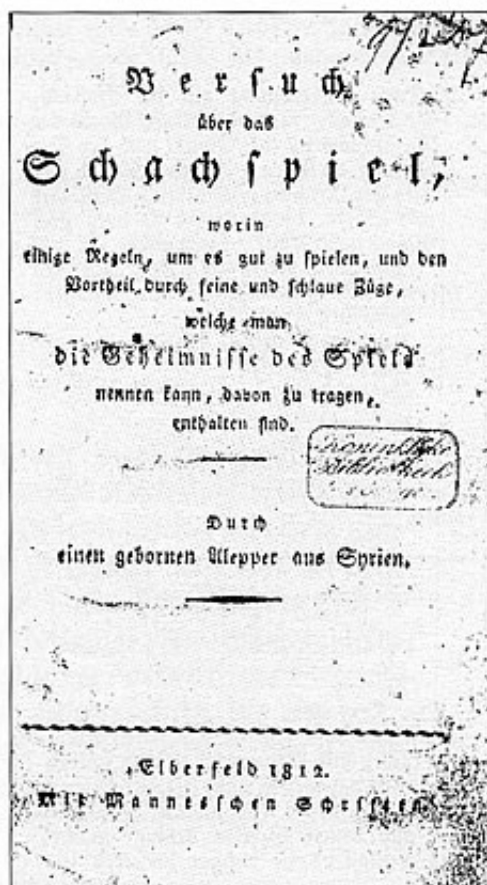 Versuch
über das
Schachspiel,
worin
einige Regeln, um es gut zu spielen, und den
Vortheil durch feine und schlaue Züge,
welche man
die Geheimnisse des Spiels
nennen kann, davon zu tragen,
enthalten sind.
Koninklijke
Bibliotheek
Durch
einen gebornen Alepper aus Syrien.
Elberfeld 1812.
Mit Mannesschen Schriften.